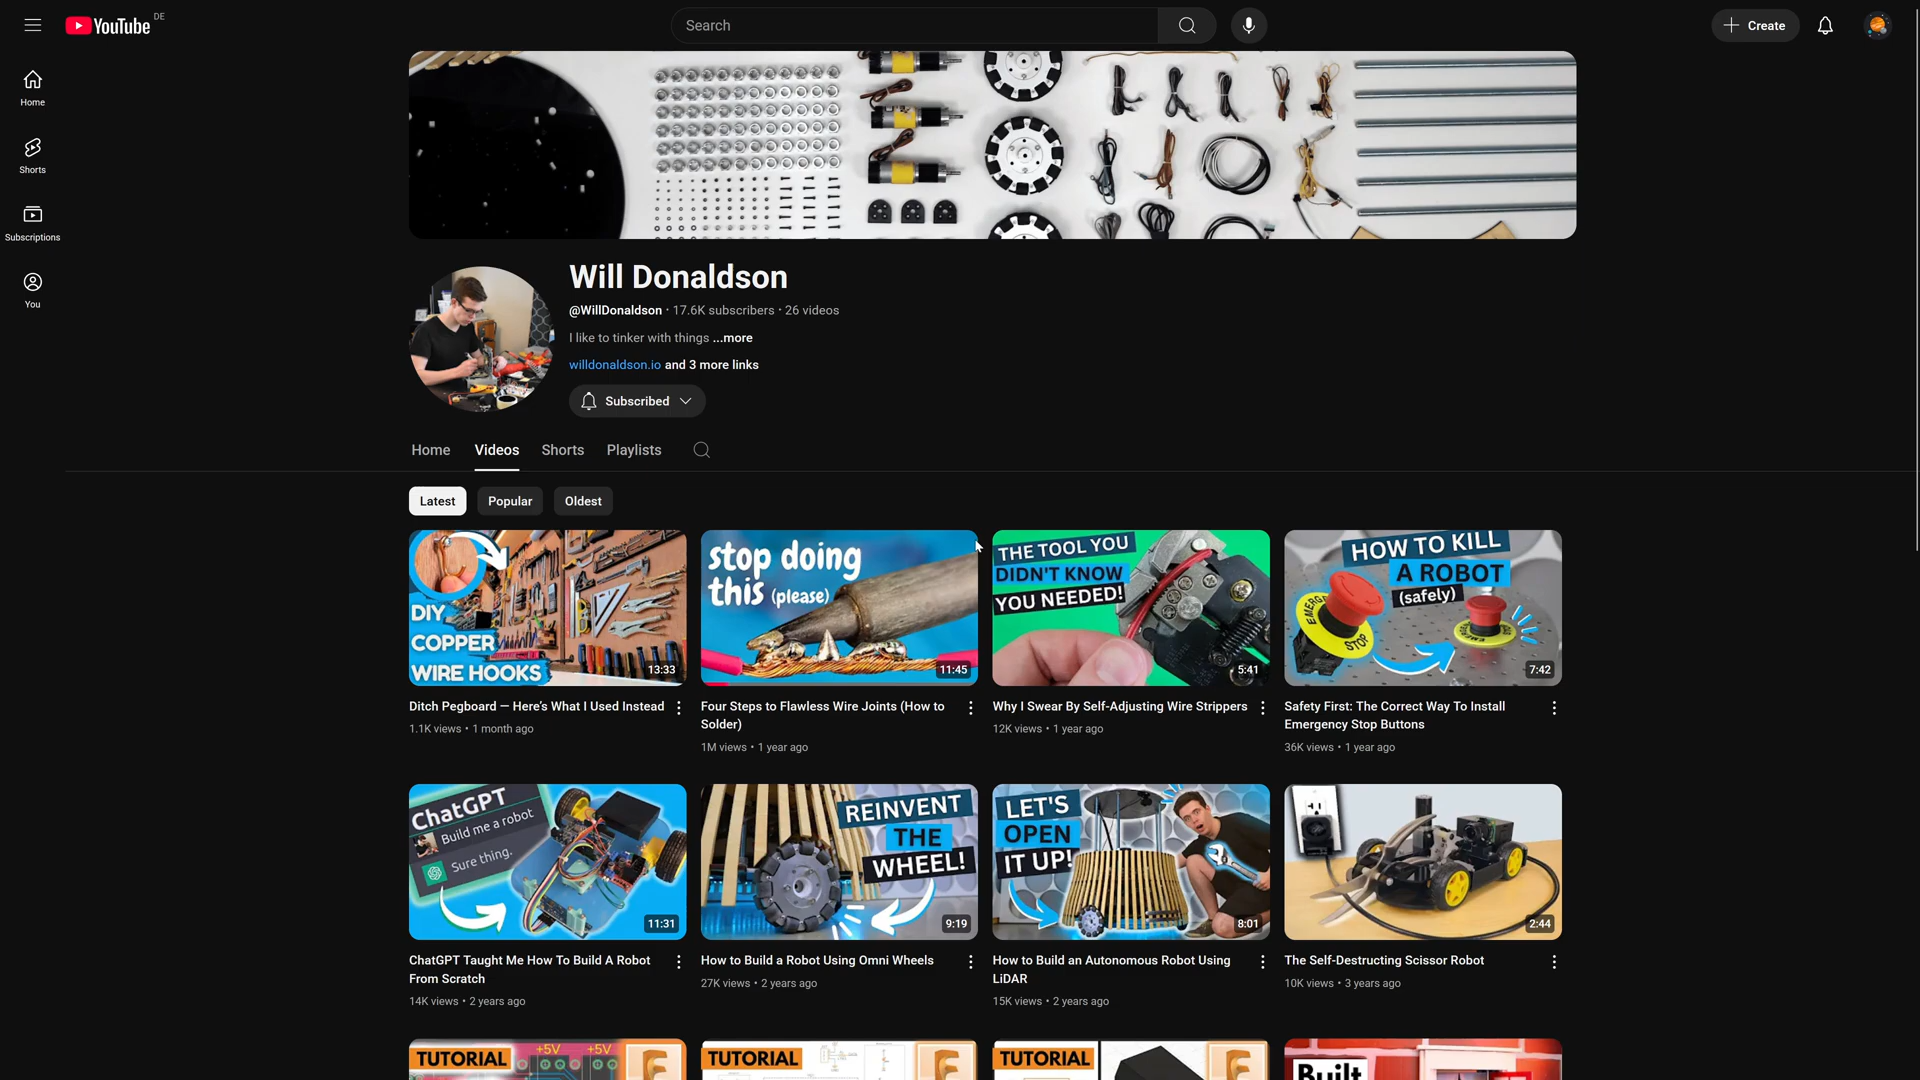 YouTube DE
Search
Create
Home
Shorts
Subscriptions
You
Will Donaldson
@WillDonaldson · 17.6K subscribers · 26 videos
I like to tinker with things ...more
willdonaldson.io and 3 more links
Subscribed
Home Videos Shorts Playlists
Latest Popular Oldest
DIY
COPPER
WIRE HOOKS
13:33
Ditch Pegboard — Here's What I Used Instead
1.1K views • 1 month ago
stop doing
this (please)
11:45
Four Steps to Flawless Wire Joints (How to
Solder)
1M views • 1 year ago
THE TOOL YOU
DIDN'T KNOW
YOU NEEDED!
5:41
Why I Swear By Self-Adjusting Wire Strippers
12K views • 1 year ago
HOW TO KILL
A ROBOT
(safely)
STOP
7:42
Safety First: The Correct Way To Install
Emergency Stop Buttons
36K views • 1 year ago
ChatGPT
Build me a robot
Sure thing.
11:31
ChatGPT Taught Me How To Build A Robot
From Scratch
14K views • 2 years ago
REINVENT
THE
WHEEL!
9:19
How to Build a Robot Using Omni Wheels
27K views • 2 years ago
LET'S
OPEN
IT UP!
8:01
How to Build an Autonomous Robot Using
LiDAR
15K views • 2 years ago
2:44
The Self-Destructing Scissor Robot
10K views • 3 years ago
TUTORIAL
+5V +5V
TUTORIAL
TUTORIAL
Built